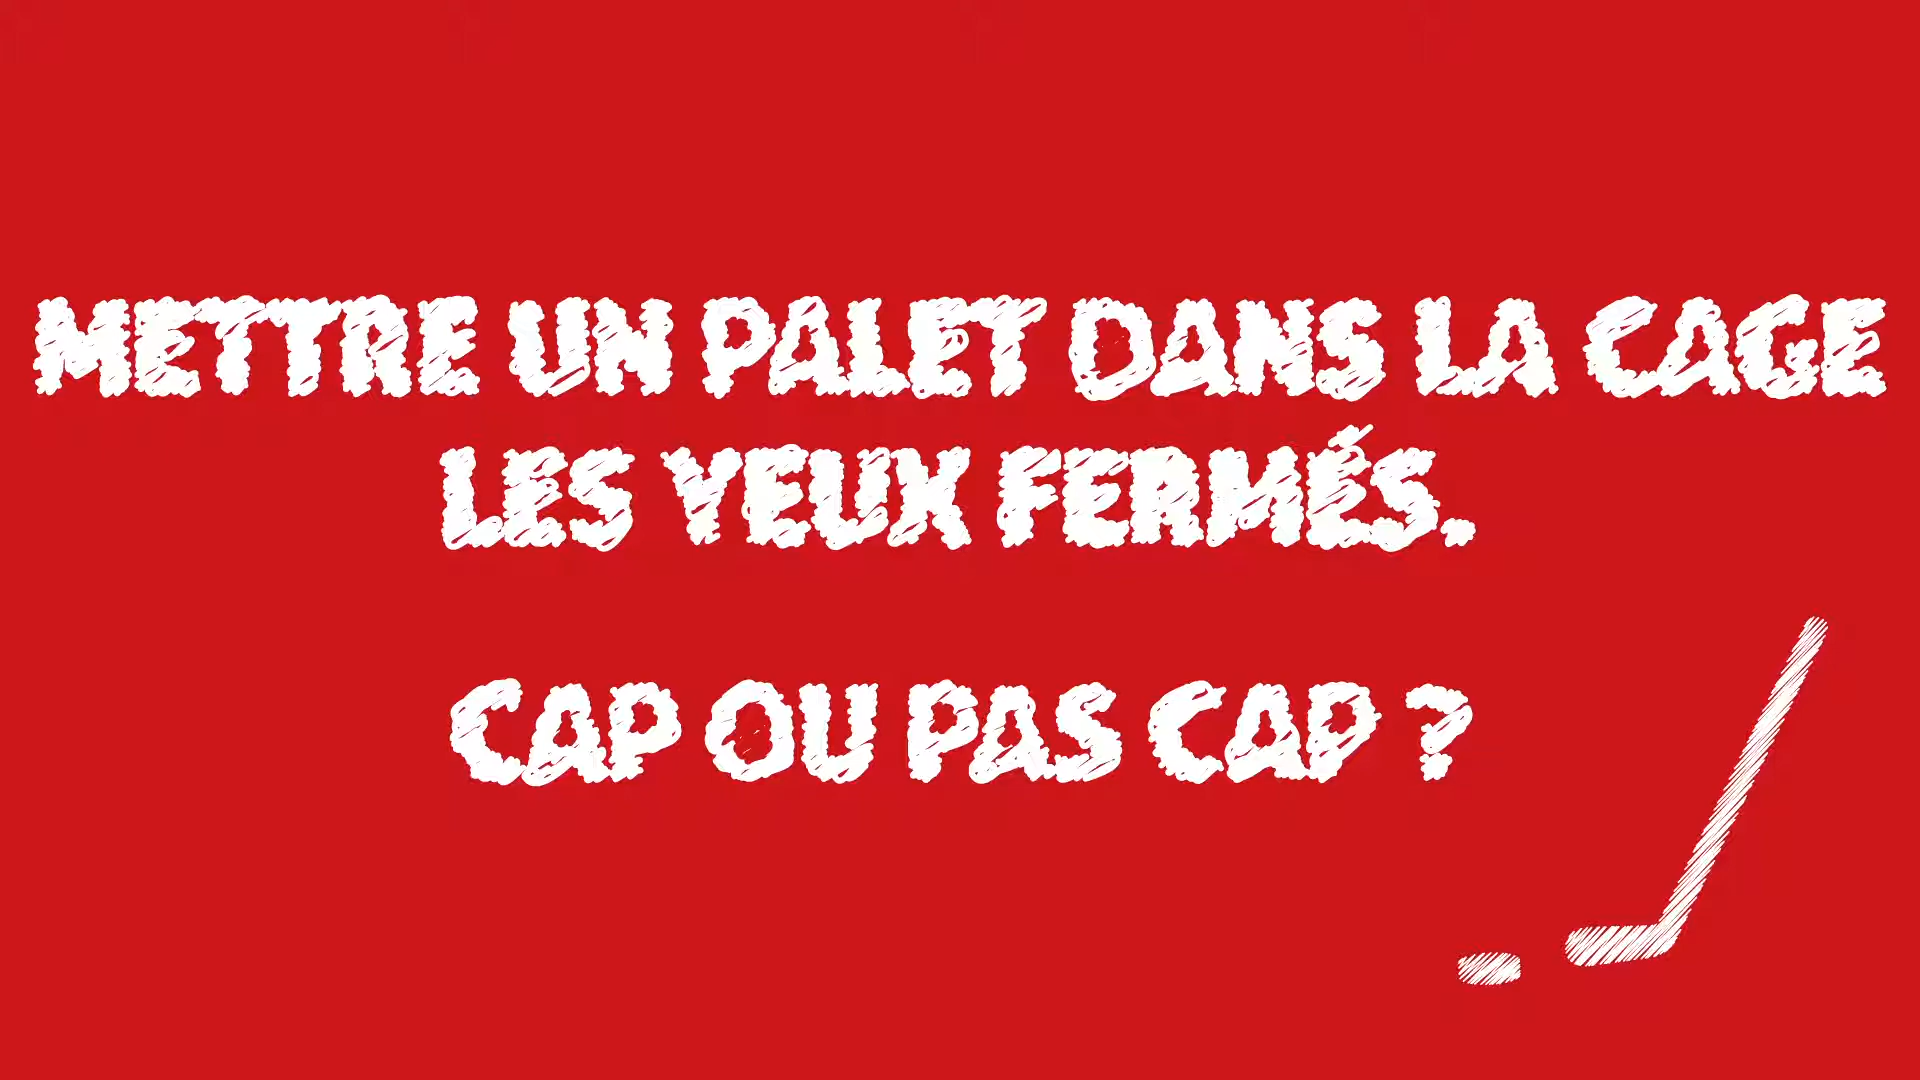 METTRE UN PALET DANS LA CAGE
LES YEUX FERMÉS.
CAP OU PAS CAP ?